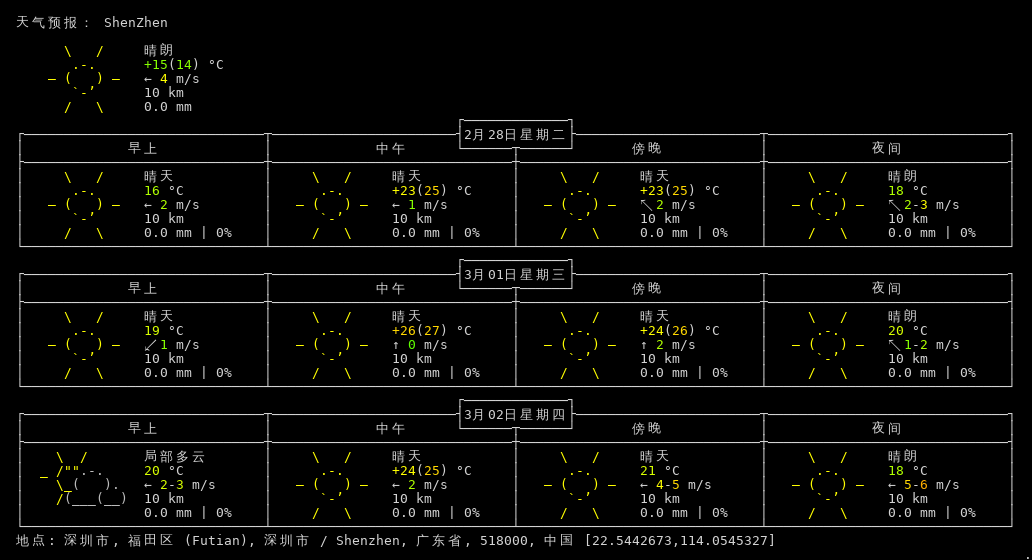 天气预报： ShenZhen
晴朗
+15(14) °C
← 4 m/s
10 km
0.0 mm
2月28日星期二
早上 中午 傍晚 夜间
晴天 晴天 晴天 晴朗
16 °C +23(25) °C +23(25) °C 18 °C
← 2 m/s ← 1 m/s ↖ 2 m/s ↖ 2-3 m/s
10 km 10 km 10 km 10 km
0.0 mm | 0% 0.0 mm | 0% 0.0 mm | 0% 0.0 mm | 0%
3月01日星期三
早上 中午 傍晚 夜间
晴天 晴天 晴天 晴朗
19 °C +26(27) °C +24(26) °C 20 °C
↙ 1 m/s ↑ 0 m/s ↑ 2 m/s ↖ 1-2 m/s
10 km 10 km 10 km 10 km
0.0 mm | 0% 0.0 mm | 0% 0.0 mm | 0% 0.0 mm | 0%
3月02日星期四
早上 中午 傍晚 夜间
局部多云 晴天 晴天 晴朗
20 °C +24(25) °C 21 °C 18 °C
← 2-3 m/s ← 2 m/s ← 4-5 m/s ← 5-6 m/s
10 km 10 km 10 km 10 km
0.0 mm | 0% 0.0 mm | 0% 0.0 mm | 0% 0.0 mm | 0%
地点: 深圳市, 福田区 (Futian), 深圳市 / Shenzhen, 广东省, 518000, 中国 [22.5442673,114.0545327]